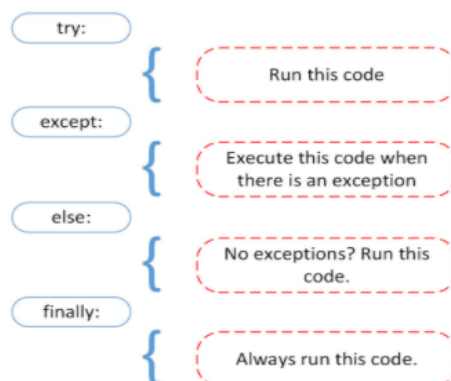 try:
Run this code
except:
Execute this code when
there is an exception
else:
No exceptions? Run this
code.
finally:
Always run this code.